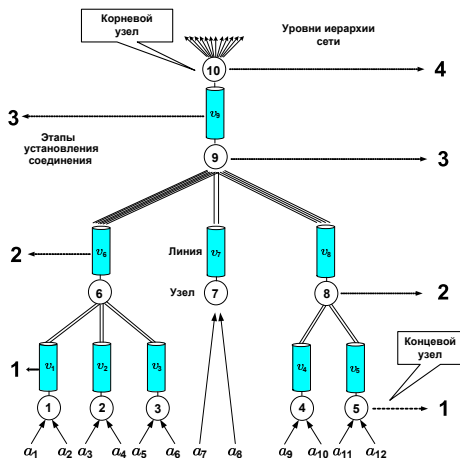 Корневой
узел
Уровни иерархии
сети
10
4
3
v₉
Этапы
установления
соединения
9
3
2
v₆
Линия
v₇
v₈
6
Узел
7
8
2
Концевой
узел
1
v₁
v₂
v₃
v₄
v₅
1
2
3
4
5
1
a₁ a₂ a₃ a₄ a₅ a₆ a₇ a₈ a₉ a₁₀ a₁₁ a₁₂